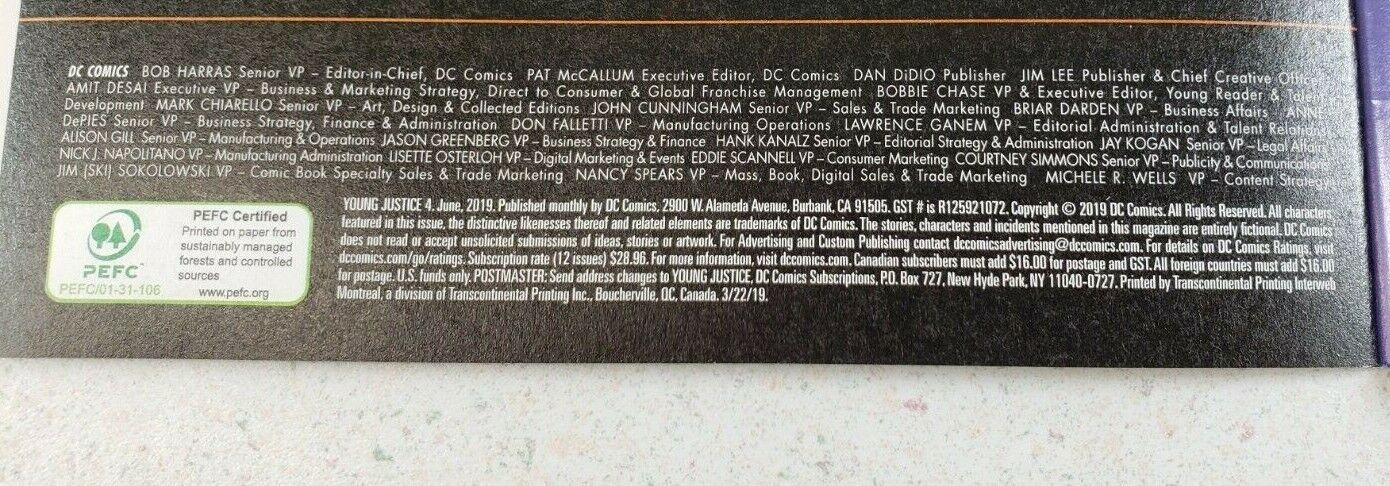 DC COMICS BOB HARRAS Senior VP – Editor-in-Chief, DC Comics PAT McCALLUM Executive Editor, DC Comics DAN DiDIO Publisher JIM LEE Publisher & Chief Creative Officer
AMIT DESAI Executive VP – Business & Marketing Strategy, Direct to Consumer & Global Franchise Management BOBBIE CHASE VP & Executive Editor, Young Reader & Talent
Development MARK CHIARELLO Senior VP – Art, Design & Collected Editions JOHN CUNNINGHAM Senior VP – Sales & Trade Marketing BRIAR DARDEN VP – Business Affairs ANNE
DePIES Senior VP – Business Strategy, Finance & Administration DON FALLETTI VP – Manufacturing Operations LAWRENCE GANEM VP – Editorial Administration & Talent Relations
ALISON GILL Senior VP – Manufacturing & Operations JASON GREENBERG VP – Business Strategy & Finance HANK KANALZ Senior VP – Editorial Strategy & Administration JAY KOGAN Senior VP – Legal Affairs
NICK J. NAPOLITANO VP – Manufacturing Administration LISETTE OSTERLOH VP – Digital Marketing & Events EDDIE SCANNELL VP – Consumer Marketing COURTNEY SIMMONS Senior VP – Publicity & Communications
JIM (SKI) SOKOLOWSKI VP – Comic Book Specialty Sales & Trade Marketing NANCY SPEARS VP – Mass, Book, Digital Sales & Trade Marketing MICHELE R. WELLS VP – Content Strategy
PEFC
PEFC/01-31-106
PEFC Certified
Printed on paper from
sustainably managed
forests and controlled
sources
www.pefc.org
YOUNG JUSTICE 4. June, 2019. Published monthly by DC Comics, 2900 W. Alameda Avenue, Burbank, CA 91505. GST # is R125921072. Copyright © 2019 DC Comics. All Rights Reserved. All characters
featured in this issue, the distinctive likenesses thereof and related elements are trademarks of DC Comics. The stories, characters and incidents mentioned in this magazine are entirely fictional. DC Comics
does not read or accept unsolicited submissions of ideas, stories or artwork. For Advertising and Custom Publishing contact dccomicsadvertising@dccomics.com. For details on DC Comics Ratings, visit
dccomics.com/go/ratings. Subscription rate (12 issues) $28.96. For more information, visit dccomics.com. Canadian subscribers must add $16.00 for postage and GST. All foreign countries must add $16.00
for postage. U.S. funds only. POSTMASTER: Send address changes to YOUNG JUSTICE, DC Comics Subscriptions, P.O. Box 727, New Hyde Park, NY 11040-0727. Printed by Transcontinental Printing Interweb
Montreal, a division of Transcontinental Printing Inc., Boucherville, QC, Canada. 3/22/19.